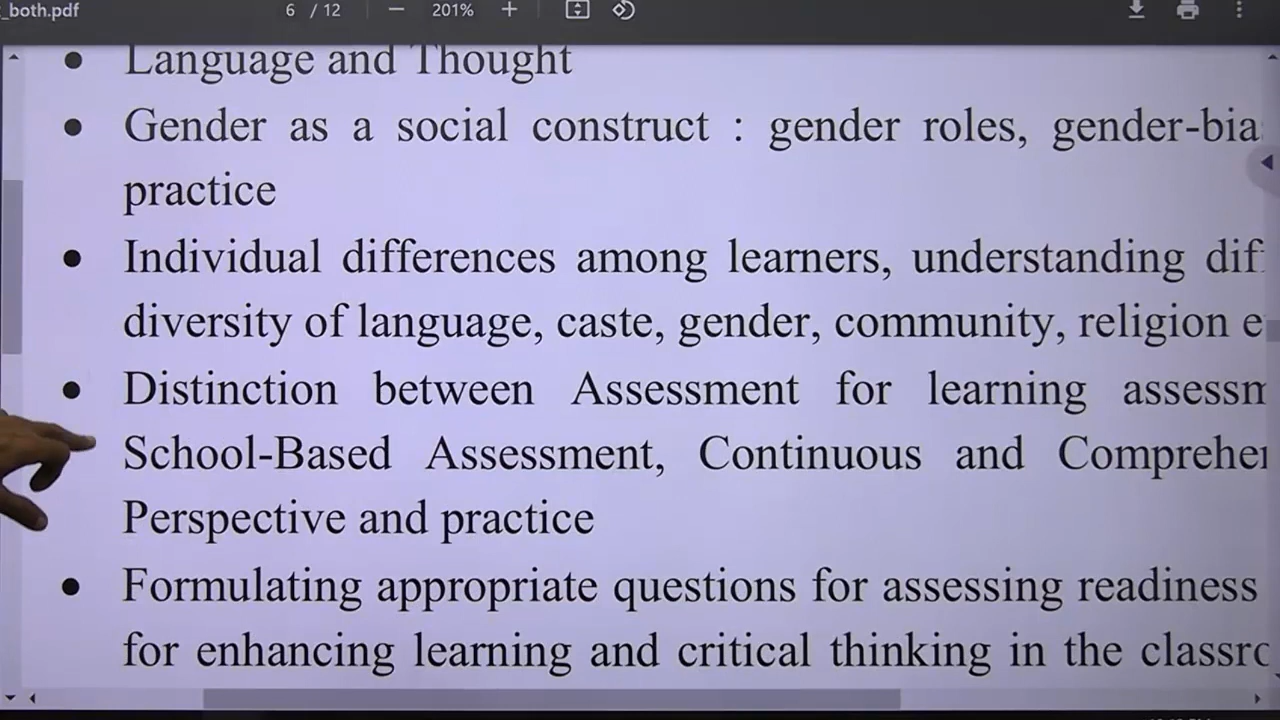 _both.pdf 6 / 12 201%
Language and Thought
Gender as a social construct : gender roles, gender-bia
practice
Individual differences among learners, understanding dif
diversity of language, caste, gender, community, religion e
Distinction between Assessment for learning assessm
School-Based Assessment, Continuous and Comprehen
Perspective and practice
Formulating appropriate questions for assessing readiness
for enhancing learning and critical thinking in the classro